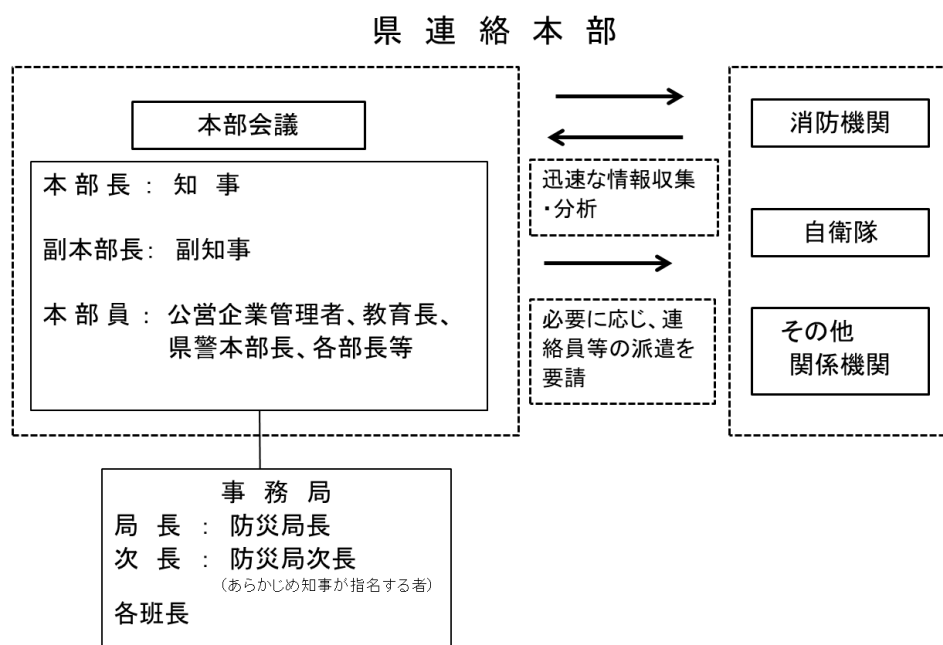 県連絡本部
本部会議
本部長：知事
副本部長：副知事
本部員：公営企業管理者、教育長、
県警本部長、各部長等
迅速な情報収集
・分析
必要に応じ、連
絡員等の派遣を
要請
消防機関
自衛隊
その他
関係機関
事務局
局長：防災局長
次長：防災局次長
（あらかじめ知事が指名する者）
各班長